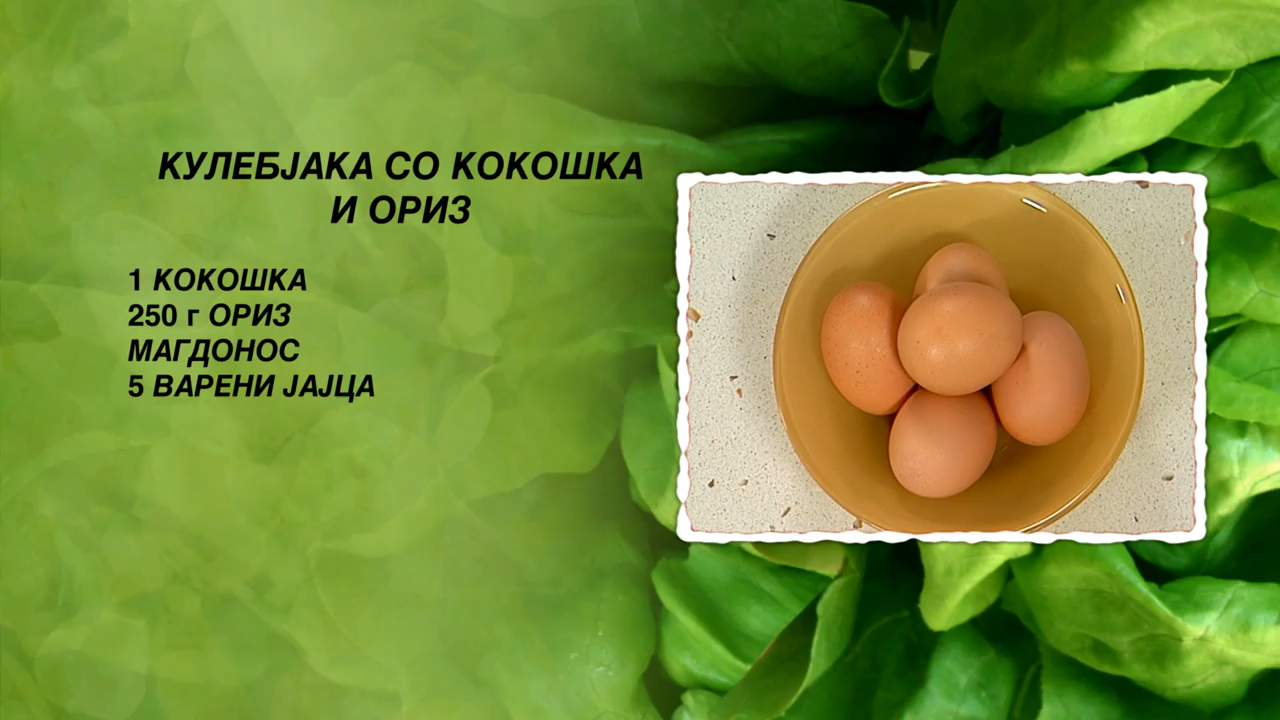 КУЛЕБЈАКА СО КОКОШКА
И ОРИЗ
1 КОКОШКА
250 г ОРИЗ
МАГДОНОС
5 ВАРЕНИ ЈАЈЦА